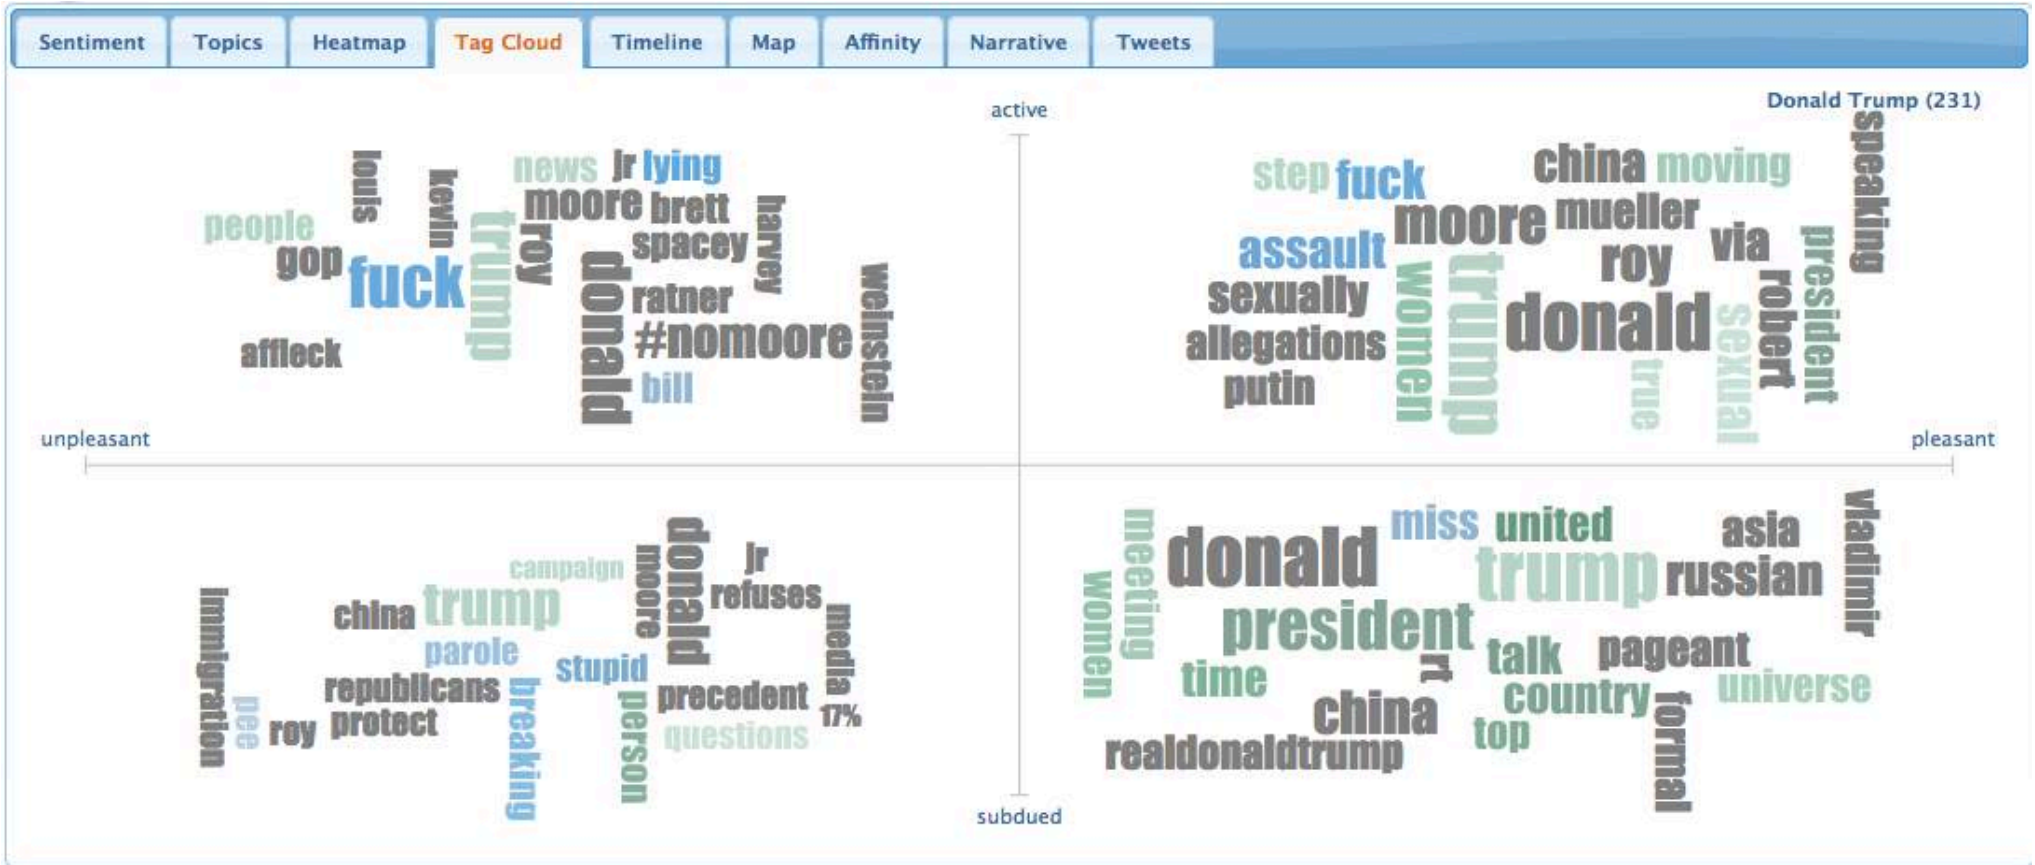 Sentiment Topics Heatmap Tag Cloud Timeline Map Affinity Narrative Tweets
Donald Trump (231)
active
unpleasant
pleasant
subdued
louis
kevin
news
jr
lying
people
gop
fuck
trump
moore
brett
roy
spacey
harvey
donald
ratner
#nomoore
weinstein
affleck
bill
step
fuck
china
moving
speaking
assault
moore
mueller
via
president
sexually
women
trump
roy
donald
robert
allegations
putin
true
sexual
immigration
china
trump
campaign
moore
donald
jr
refuses
media
parole
stupid
republicans
breaking
person
precedent
17%
pee
roy
protect
questions
meeting
women
donald
miss
united
asia
vladimir
trump
russian
president
rt
talk
pageant
time
country
universe
china
top
formal
realdonaldtrump